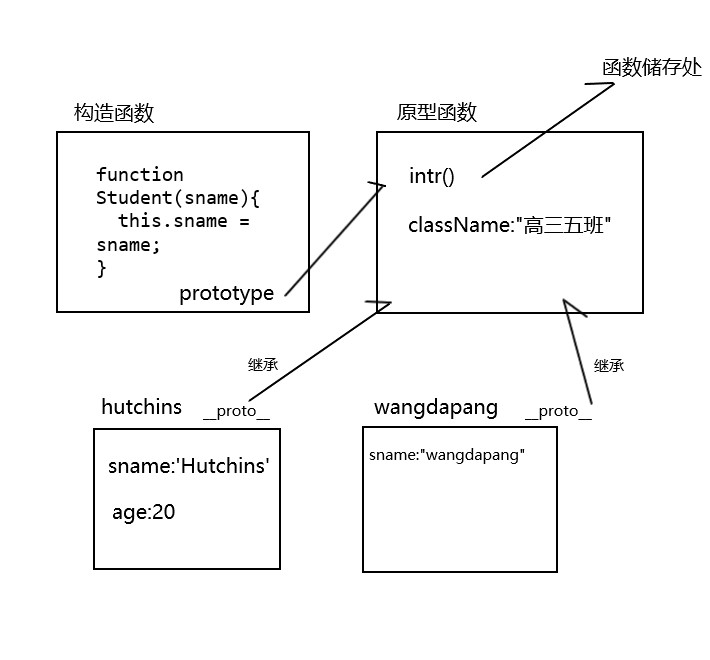 函数储存处
构造函数
原型函数
function
Student(sname){
this.sname =
sname;
}
prototype
intr()
className:"高三五班"
继承
继承
hutchins __proto__
sname:'Hutchins'
age:20
wangdapang __proto__
sname:"wangdapang"